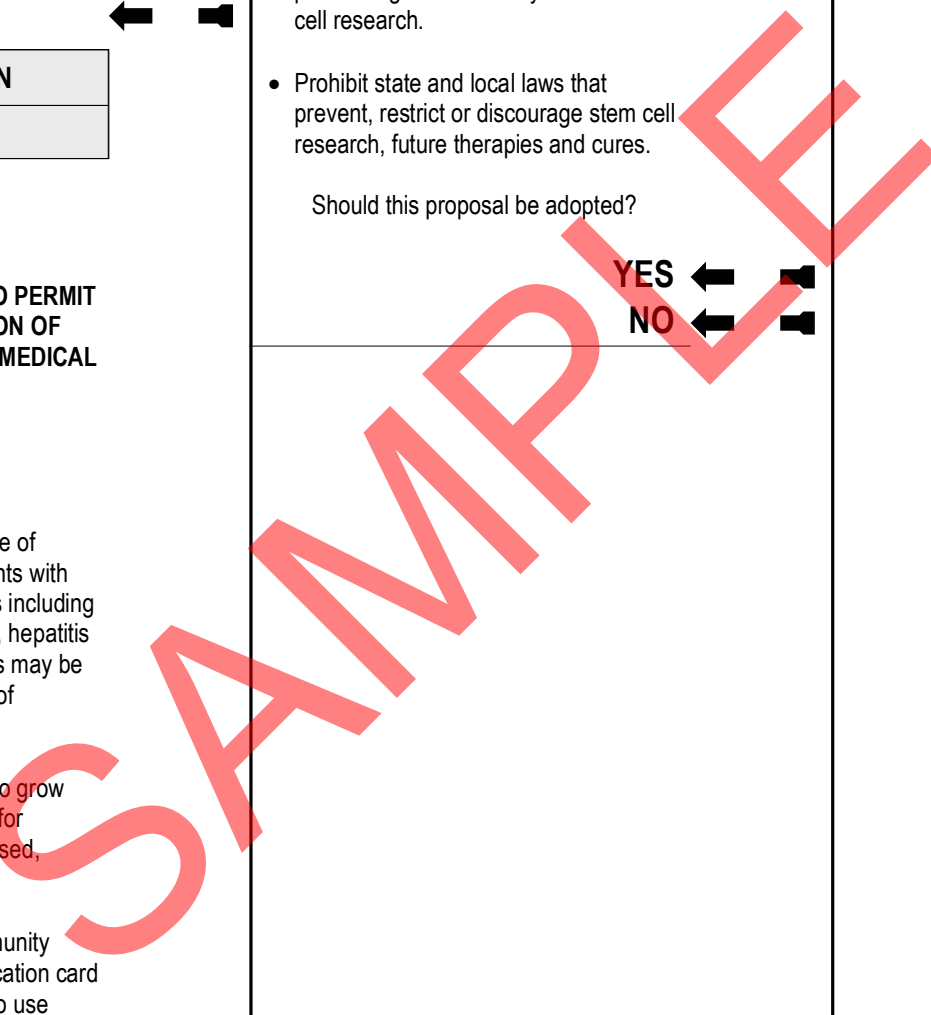 N
O PERMIT
ON OF
MEDICAL
e of
nts with
s including
, hepatitis
s may be
of
o grow
for
sed,
unity
cation card
o use
cell research.
• Prohibit state and local laws that
prevent, restrict or discourage stem cell
research, future therapies and cures.
Should this proposal be adopted?
YES
NO
SAMPLE